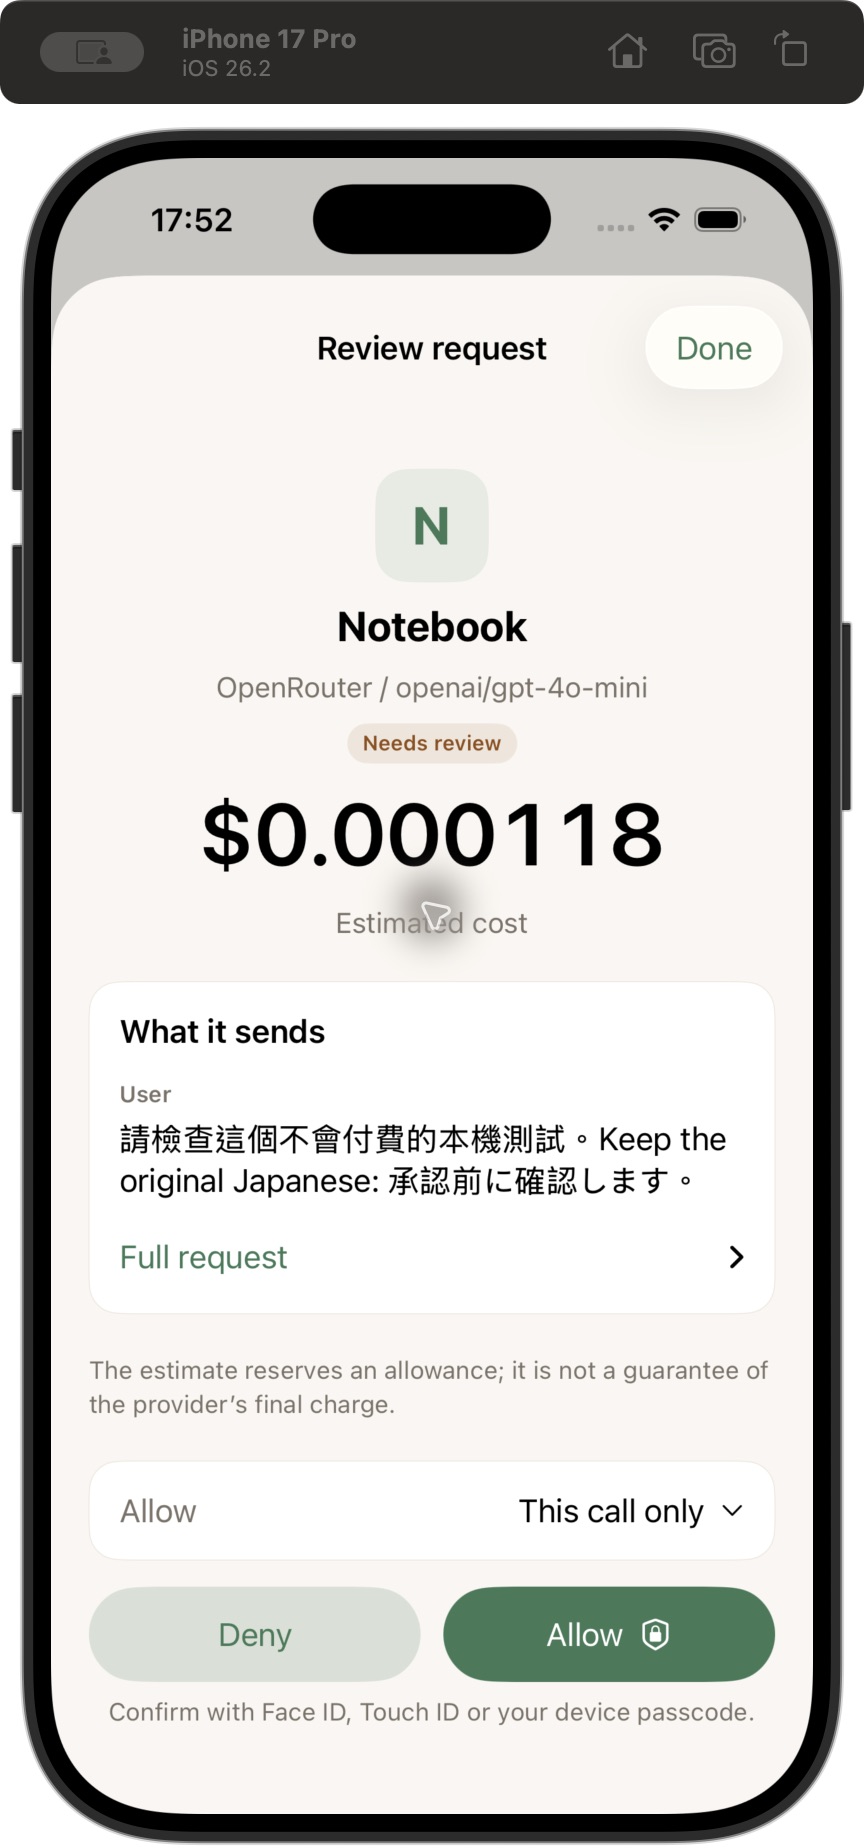 iPhone 17 Pro
iOS 26.2
17:52
Review request
Done
N
Notebook
OpenRouter / openai/gpt-4o-mini
Needs review
$0.000118
Estimated cost
What it sends
User
請檢查這個不會付費的本機測試。Keep the
original Japanese: 承認前に確認します。
Full request
The estimate reserves an allowance; it is not a guarantee of
the provider’s final charge.
Allow
This call only
Deny
Allow
Confirm with Face ID, Touch ID or your device passcode.